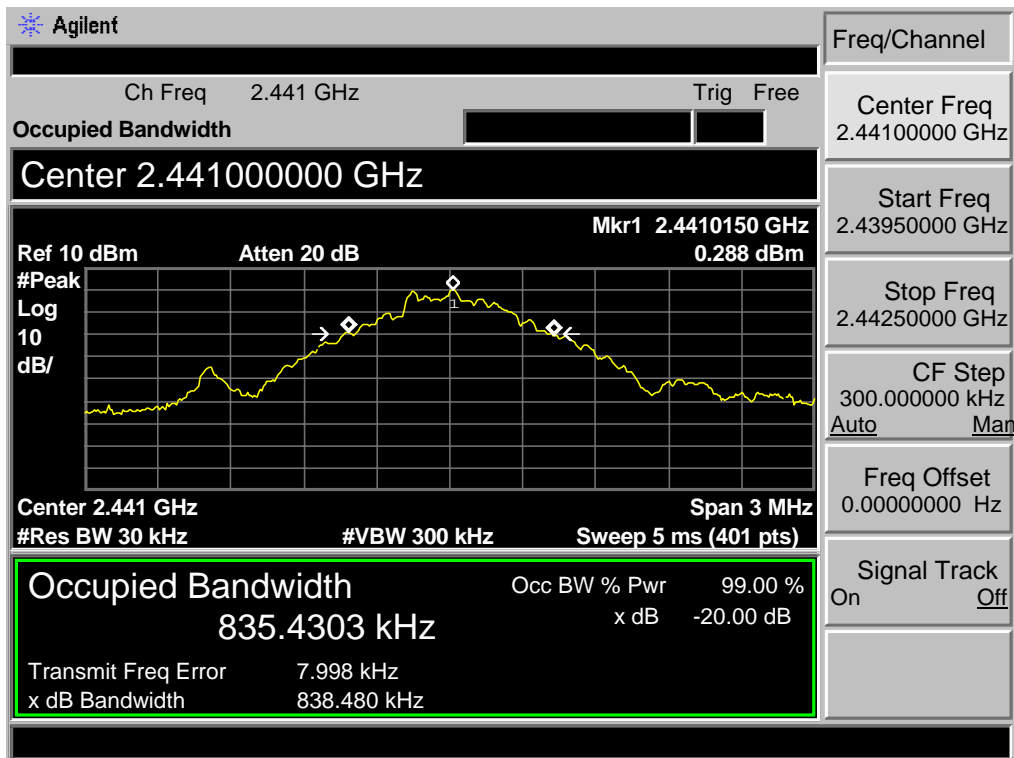 Agilent
Freq/Channel
Ch Freq 2.441 GHz Trig Free
Occupied Bandwidth
Center 2.441000000 GHz
Mkr1 2.4410150 GHz
Ref 10 dBm Atten 20 dB 0.288 dBm
#Peak
Log
10
dB/
1
Center 2.441 GHz Span 3 MHz
#Res BW 30 kHz #VBW 300 kHz Sweep 5 ms (401 pts)
Occupied Bandwidth Occ BW % Pwr 99.00 %
835.4303 kHz x dB -20.00 dB
Transmit Freq Error 7.998 kHz
x dB Bandwidth 838.480 kHz
Center Freq
2.44100000 GHz
Start Freq
2.43950000 GHz
Stop Freq
2.44250000 GHz
CF Step
300.000000 kHz
Auto Man
Freq Offset
0.00000000 Hz
Signal Track
On Off